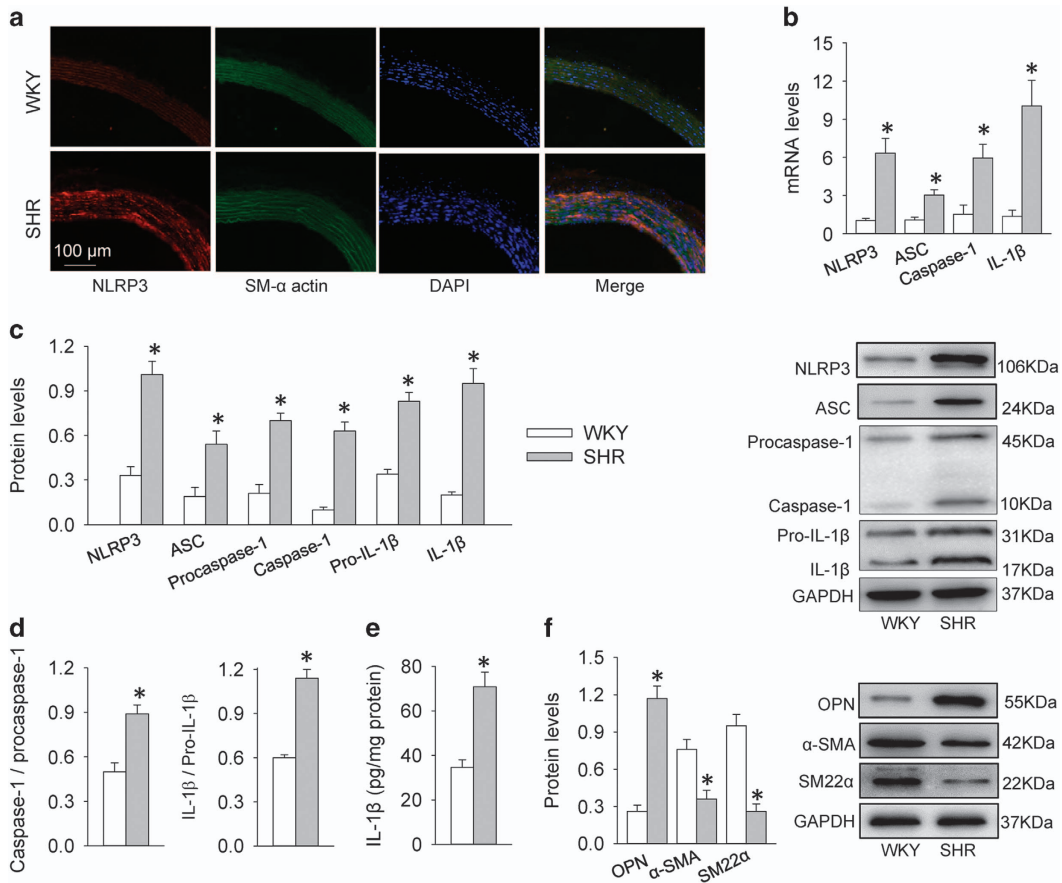 a
WKY
SHR
100 µm
NLRP3
SM-α actin
DAPI
Merge
b
mRNA levels
15
12
9
6
3
0
*
*
*
*
NLRP3
ASC
Caspase-1
IL-1β
c
Protein levels
1.2
0.9
0.6
0.3
0.0
*
*
*
*
*
*
NLRP3
ASC
Procaspase-1
Caspase-1
Pro-IL-1β
IL-1β
WKY
SHR
NLRP3
106KDa
ASC
24KDa
Procaspase-1
45KDa
Caspase-1
10KDa
Pro-IL-1β
31KDa
IL-1β
17KDa
GAPDH
37KDa
WKY
SHR
d
Caspase-1 / procaspase-1
1.2
0.9
0.6
0.3
0.0
*
IL-1β / Pro-IL-1β
1.2
0.9
0.6
0.3
0.0
*
e
IL-1β (pg/mg protein)
80
60
40
20
0
*
f
Protein levels
1.5
1.2
0.9
0.6
0.3
0.0
*
*
*
OPN
α-SMA
SM22α
OPN
55KDa
α-SMA
42KDa
SM22α
22KDa
GAPDH
37KDa
WKY
SHR